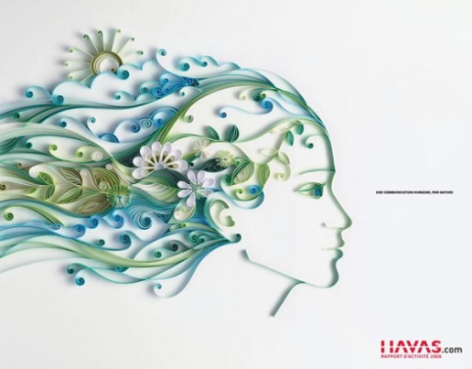 UNE COMMUNICATION HUMAINE, PAR NATURE
HAVAS.com
RAPPORT D'ACTIVITÉ 2008